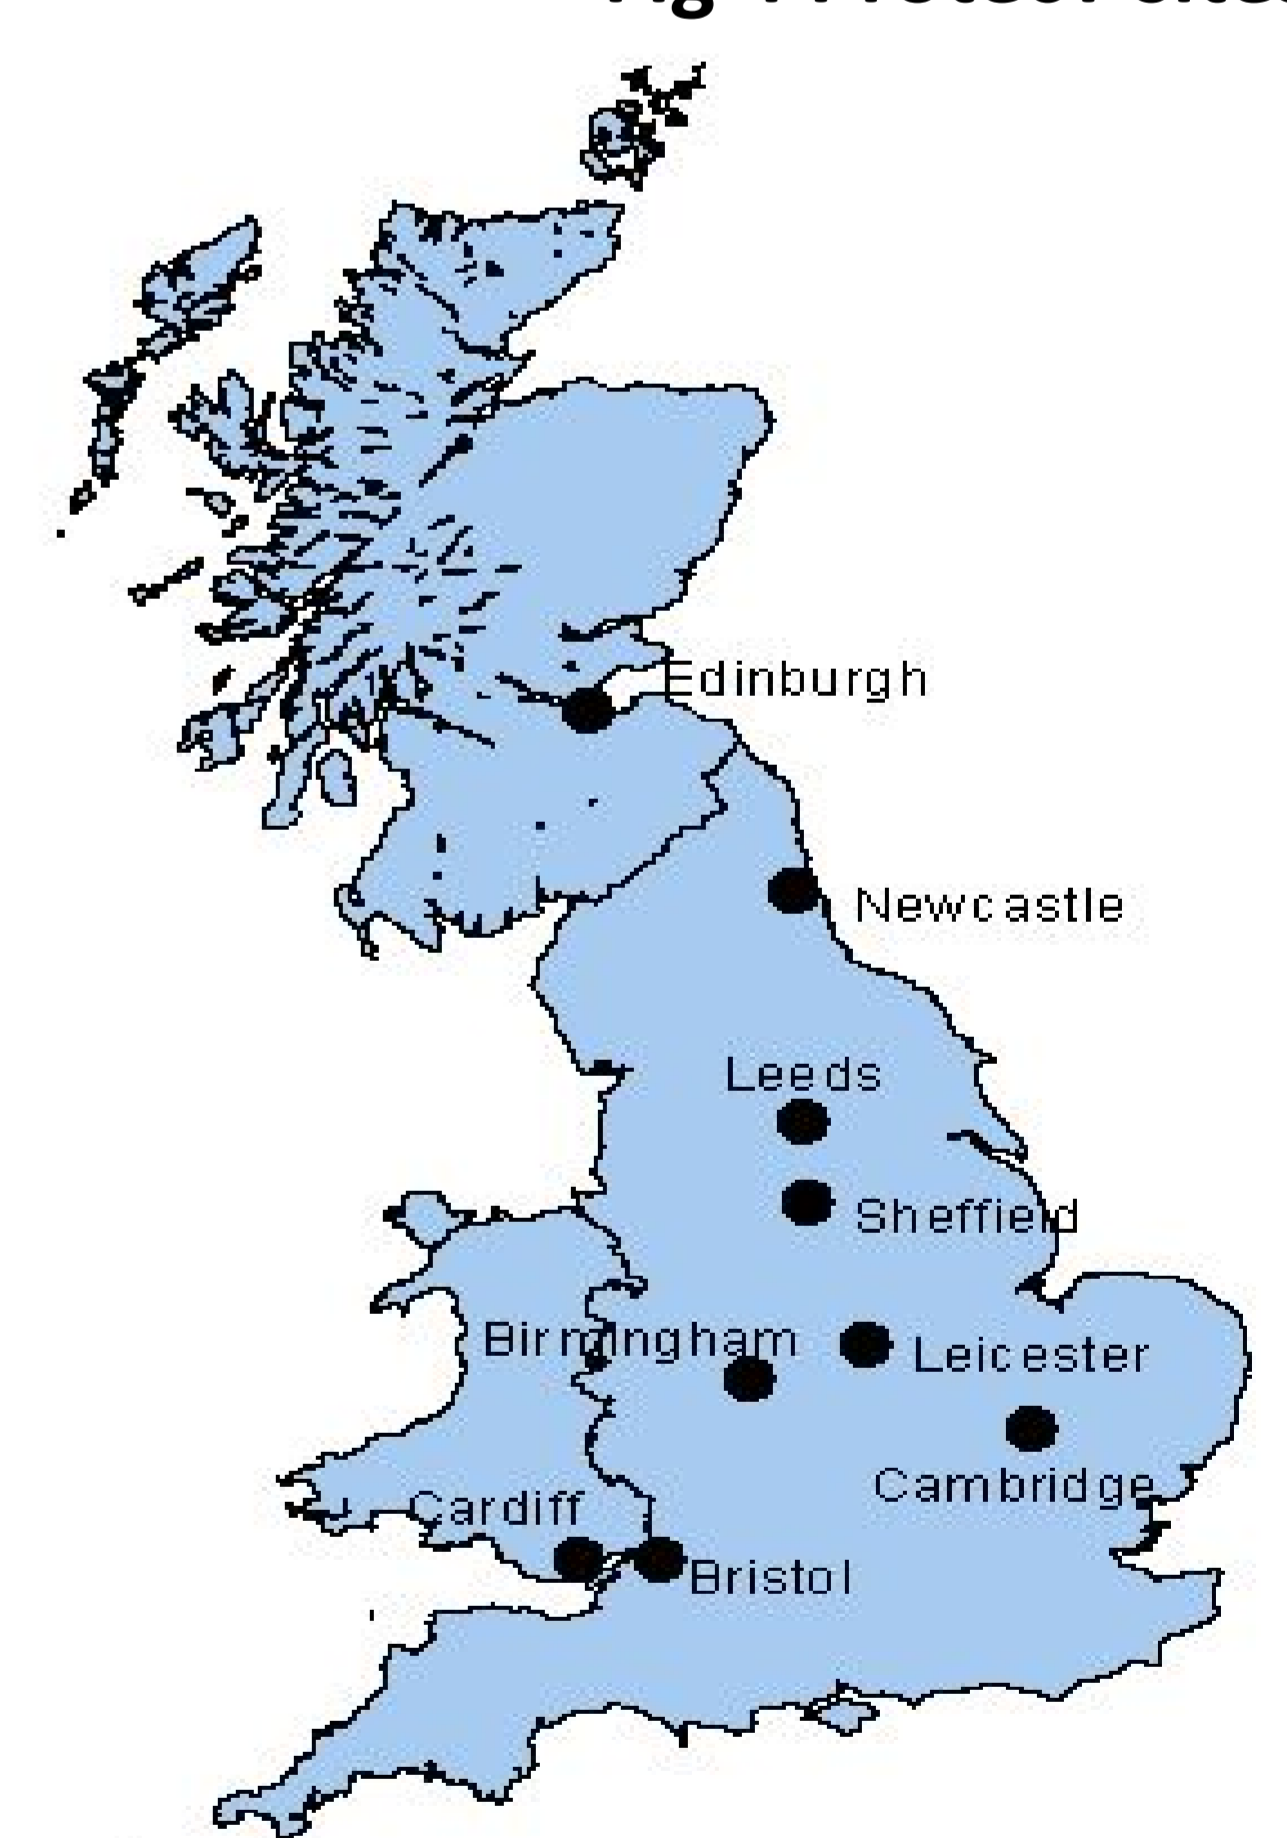 Edinburgh
Newcastle
Leeds
Sheffield
Birmingham
Leicester
Cambridge
Cardiff
Bristol